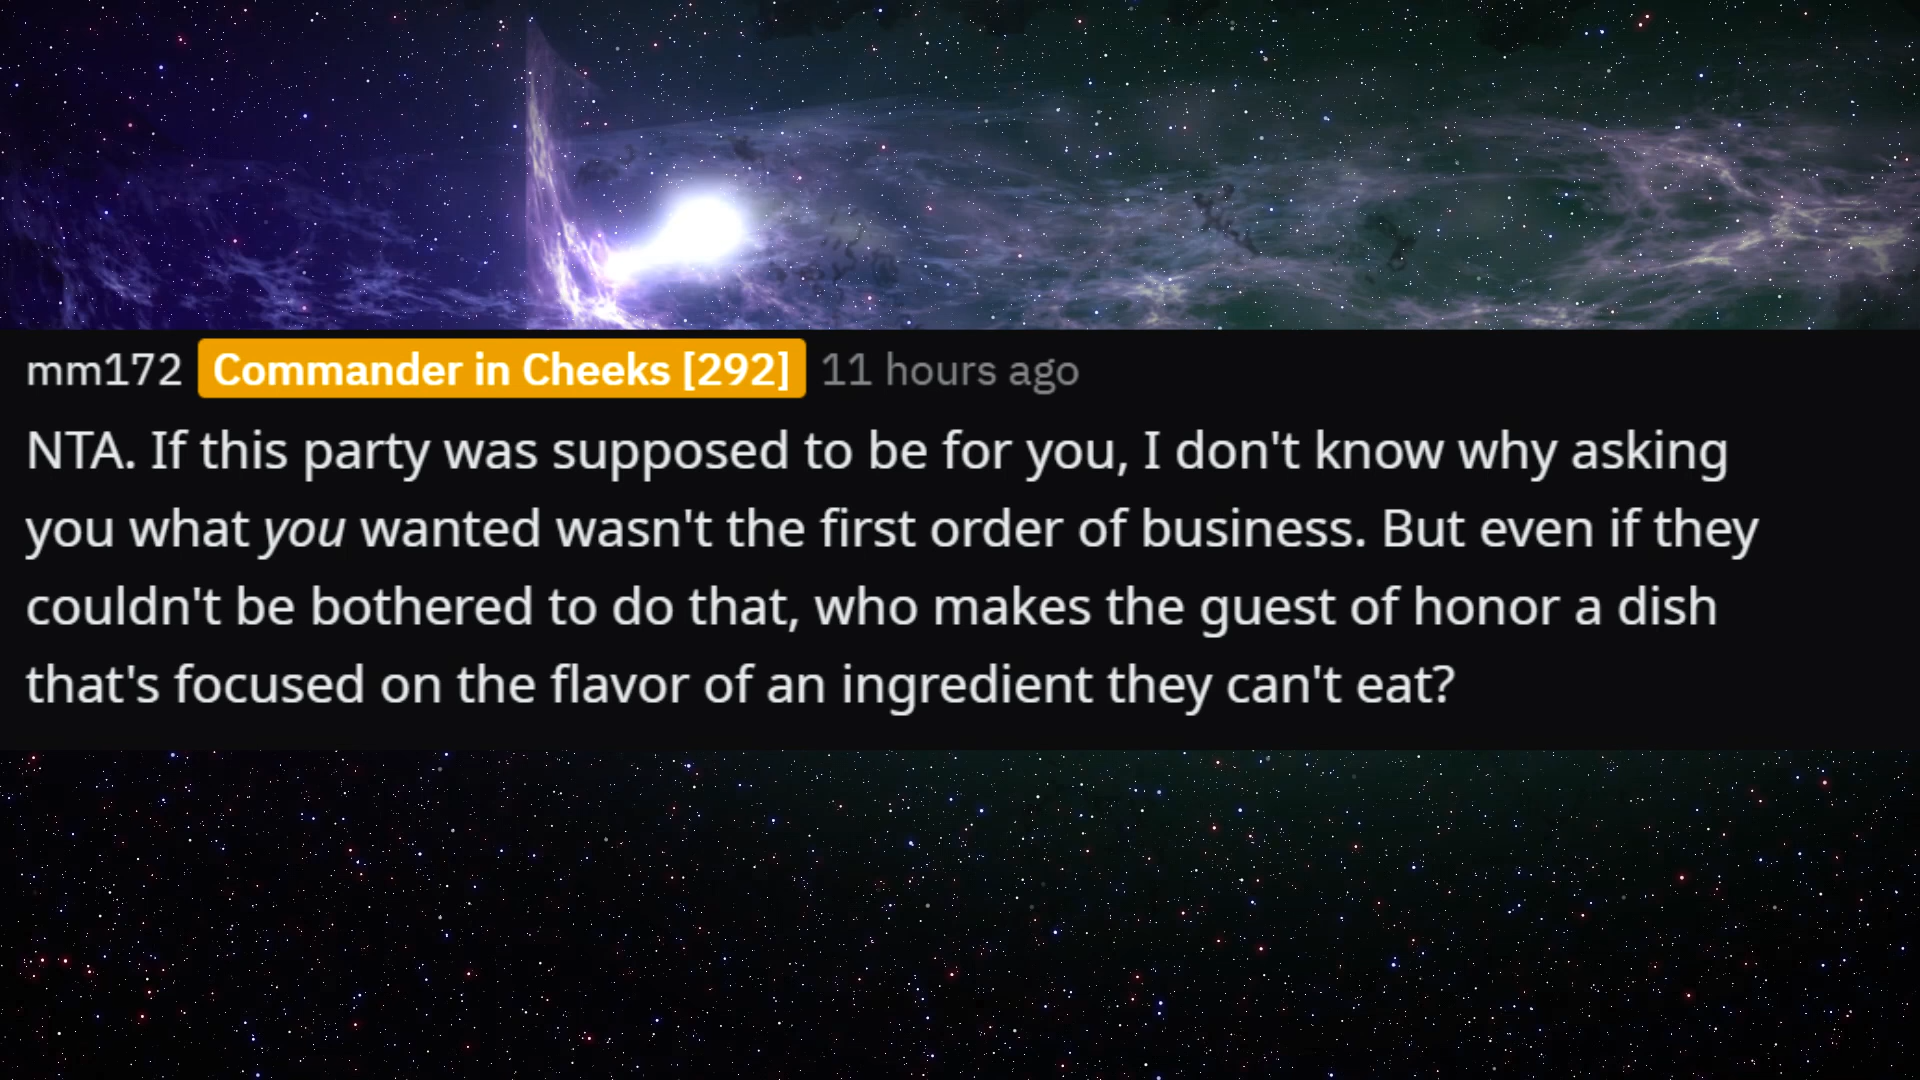 mm172 Commander in Cheeks [292] 11 hours ago
NTA. If this party was supposed to be for you, I don't know why asking
you what you wanted wasn't the first order of business. But even if they
couldn't be bothered to do that, who makes the guest of honor a dish
that's focused on the flavor of an ingredient they can't eat?